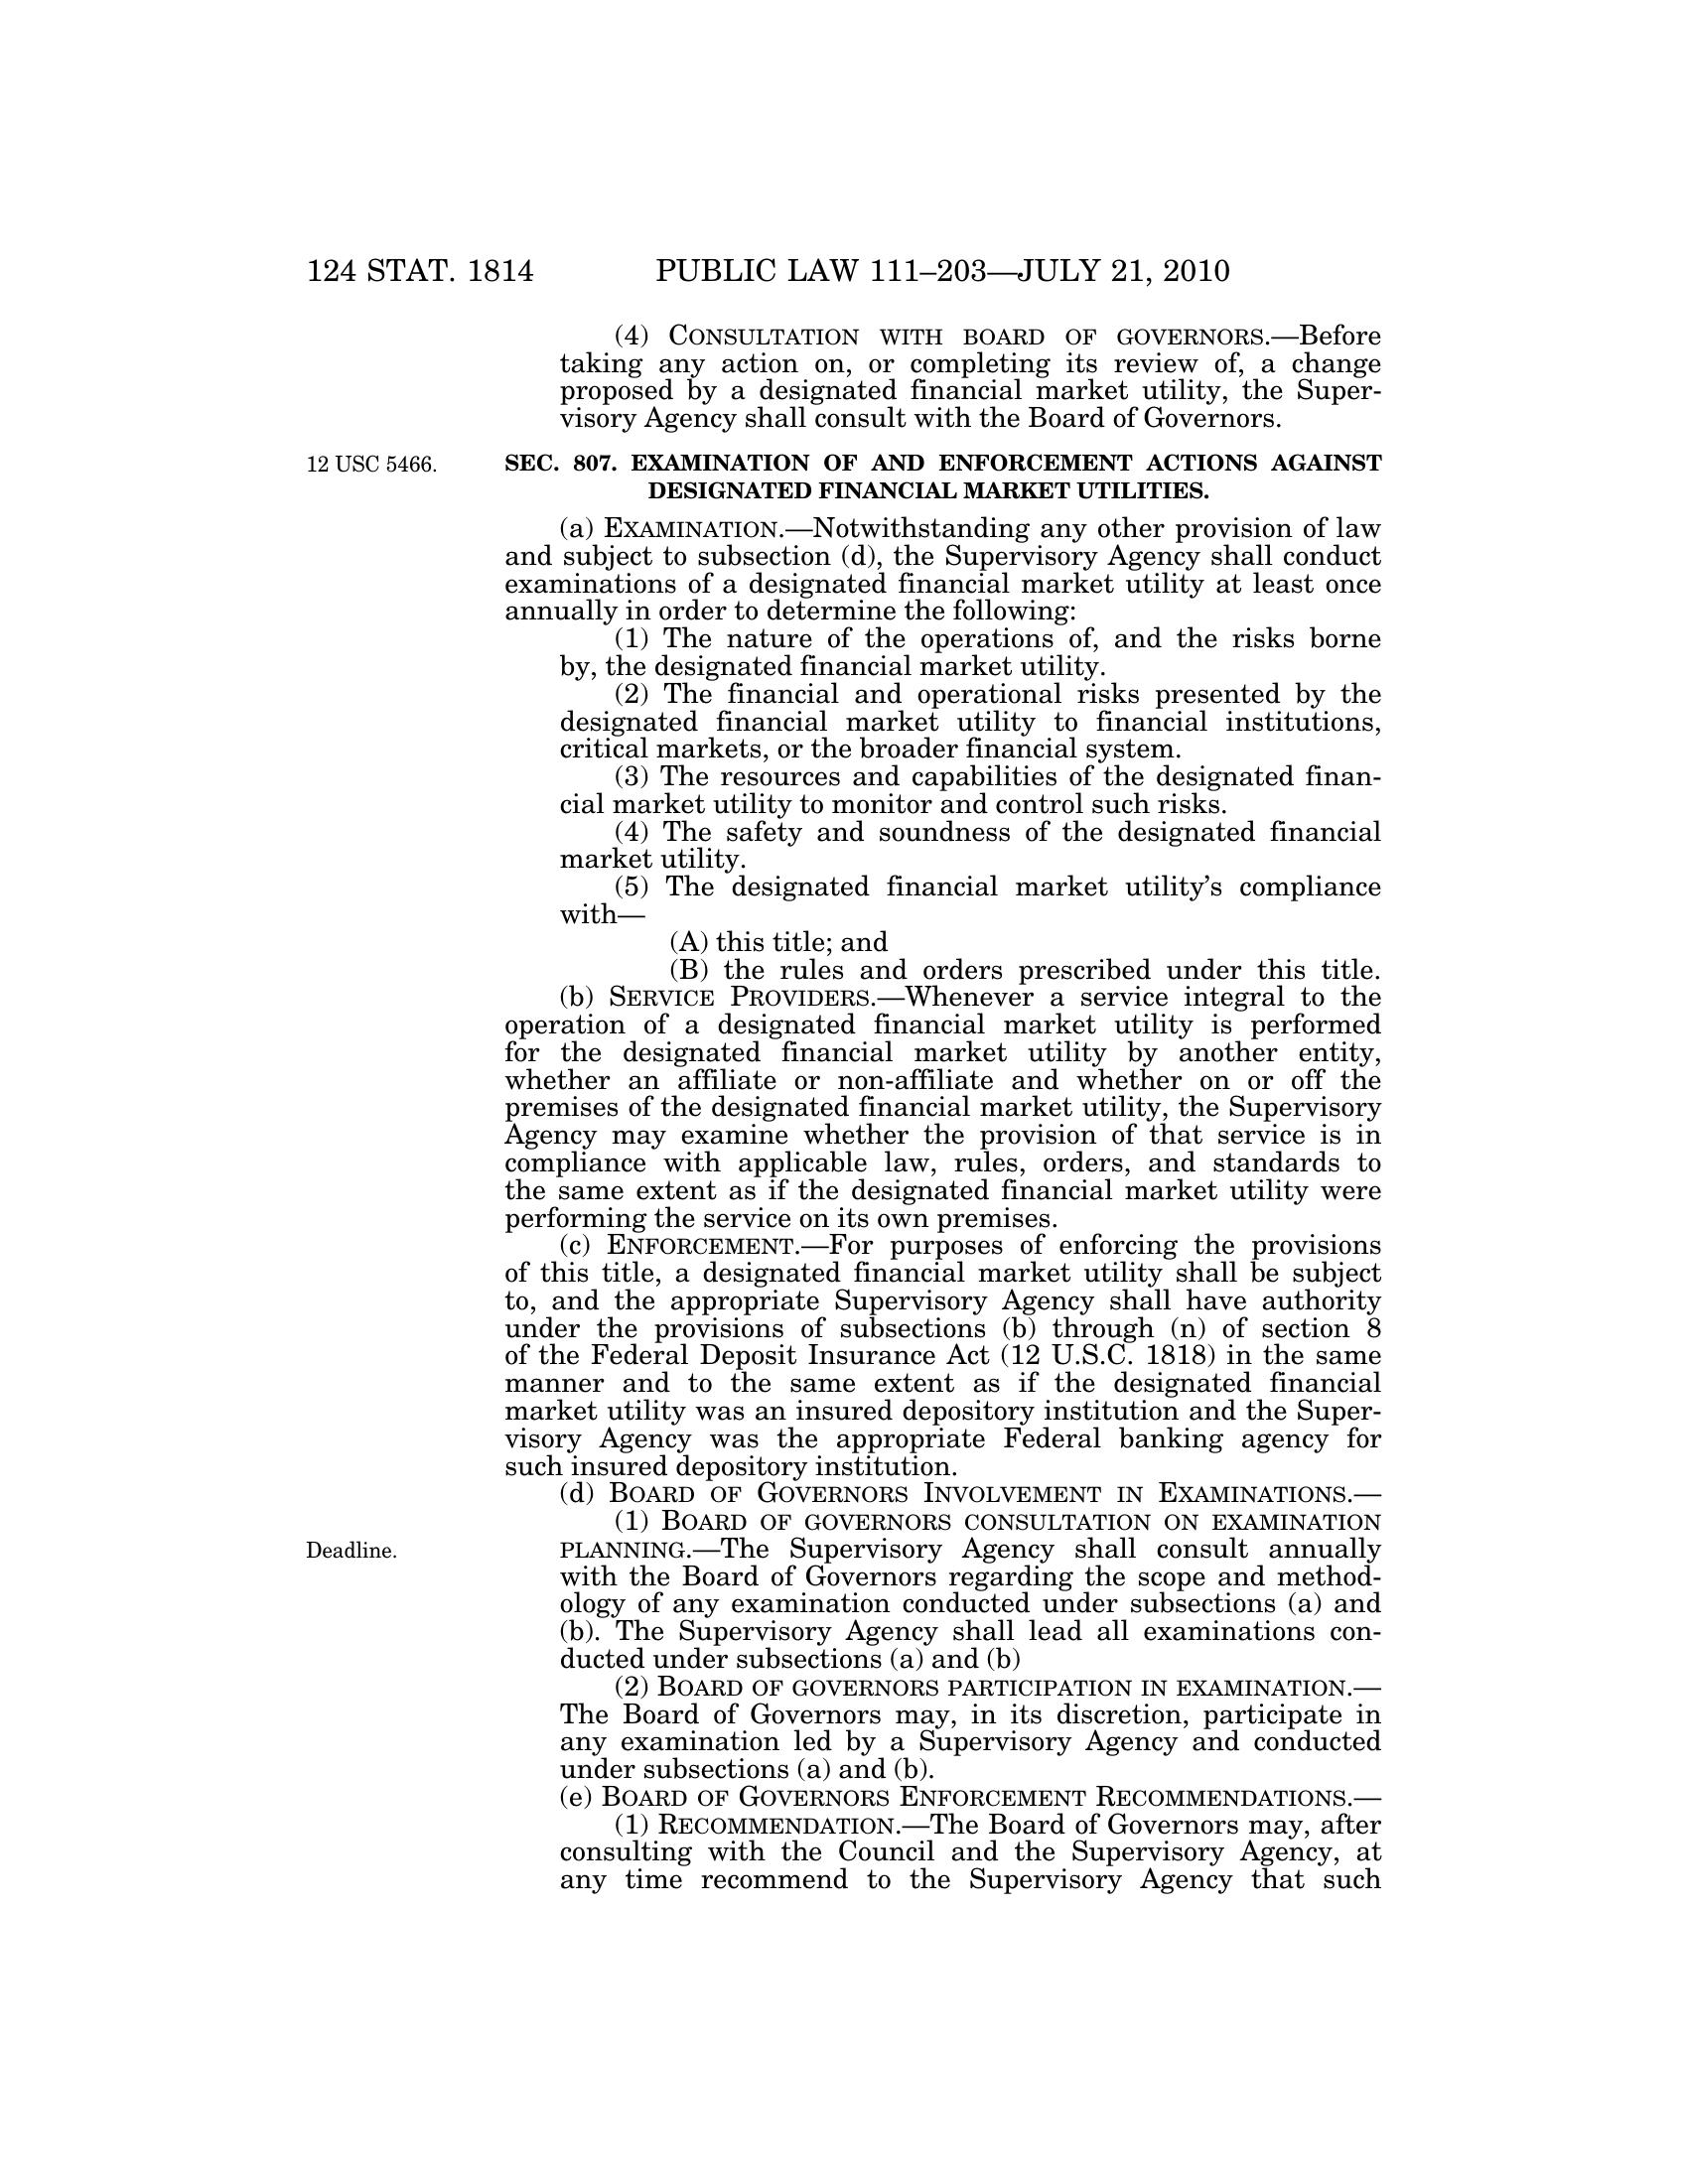 124 STAT. 1814 PUBLIC LAW 111–203—JULY 21, 2010
(4) CONSULTATION WITH BOARD OF GOVERNORS.—Before
taking any action on, or completing its review of, a change
proposed by a designated financial market utility, the Super-
visory Agency shall consult with the Board of Governors.
12 USC 5466.
SEC. 807. EXAMINATION OF AND ENFORCEMENT ACTIONS AGAINST
DESIGNATED FINANCIAL MARKET UTILITIES.
(a) EXAMINATION.—Notwithstanding any other provision of law
and subject to subsection (d), the Supervisory Agency shall conduct
examinations of a designated financial market utility at least once
annually in order to determine the following:
(1) The nature of the operations of, and the risks borne
by, the designated financial market utility.
(2) The financial and operational risks presented by the
designated financial market utility to financial institutions,
critical markets, or the broader financial system.
(3) The resources and capabilities of the designated finan-
cial market utility to monitor and control such risks.
(4) The safety and soundness of the designated financial
market utility.
(5) The designated financial market utility's compliance
with—
(A) this title; and
(B) the rules and orders prescribed under this title.
(b) SERVICE PROVIDERS.—Whenever a service integral to the
operation of a designated financial market utility is performed
for the designated financial market utility by another entity,
whether an affiliate or non-affiliate and whether on or off the
premises of the designated financial market utility, the Supervisory
Agency may examine whether the provision of that service is in
compliance with applicable law, rules, orders, and standards to
the same extent as if the designated financial market utility were
performing the service on its own premises.
(c) ENFORCEMENT.—For purposes of enforcing the provisions
of this title, a designated financial market utility shall be subject
to, and the appropriate Supervisory Agency shall have authority
under the provisions of subsections (b) through (n) of section 8
of the Federal Deposit Insurance Act (12 U.S.C. 1818) in the same
manner and to the same extent as if the designated financial
market utility was an insured depository institution and the Super-
visory Agency was the appropriate Federal banking agency for
such insured depository institution.
(d) BOARD OF GOVERNORS INVOLVEMENT IN EXAMINATIONS.—
(1) BOARD OF GOVERNORS CONSULTATION ON EXAMINATION
Deadline.
PLANNING.—The Supervisory Agency shall consult annually
with the Board of Governors regarding the scope and method-
ology of any examination conducted under subsections (a) and
(b). The Supervisory Agency shall lead all examinations con-
ducted under subsections (a) and (b)
(2) BOARD OF GOVERNORS PARTICIPATION IN EXAMINATION.—
The Board of Governors may, in its discretion, participate in
any examination led by a Supervisory Agency and conducted
under subsections (a) and (b).
(e) BOARD OF GOVERNORS ENFORCEMENT RECOMMENDATIONS.—
(1) RECOMMENDATION.—The Board of Governors may, after
consulting with the Council and the Supervisory Agency, at
any time recommend to the Supervisory Agency that such